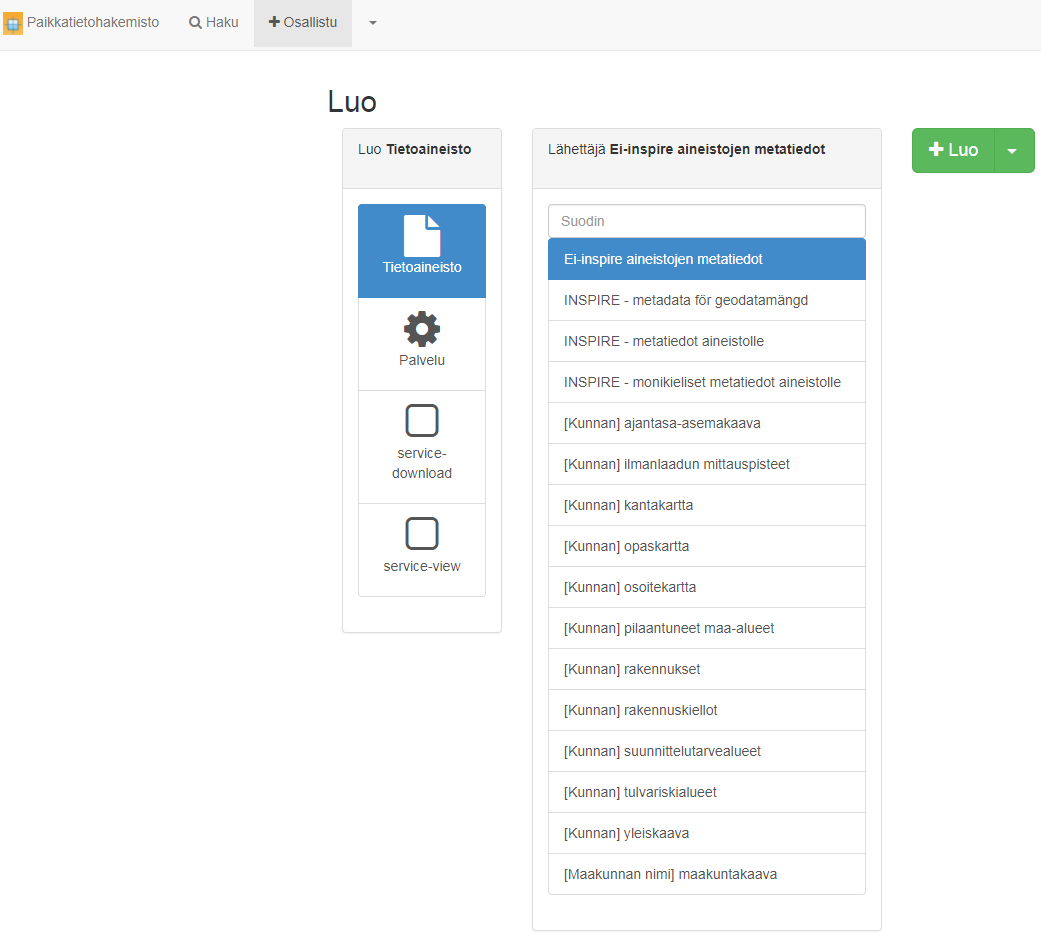 Paikkatietohakemisto Haku Osallistu
Luo
Luo Tietoaineisto
Tietoaineisto
Palvelu
service-
download
service-view
Lähettäjä Ei-inspire aineistojen metatiedot
Suodin
Ei-inspire aineistojen metatiedot
INSPIRE - metadata för geodatamängd
INSPIRE - metatiedot aineistolle
INSPIRE - monikieliset metatiedot aineistolle
[Kunnan] ajantasa-asemakaava
[Kunnan] ilmanlaadun mittauspisteet
[Kunnan] kantakartta
[Kunnan] opaskartta
[Kunnan] osoitekartta
[Kunnan] pilaantuneet maa-alueet
[Kunnan] rakennukset
[Kunnan] rakennuskiellot
[Kunnan] suunnittelutarvealueet
[Kunnan] tulvariskialueet
[Kunnan] yleiskaava
[Maakunnan nimi] maakuntakaava
Luo